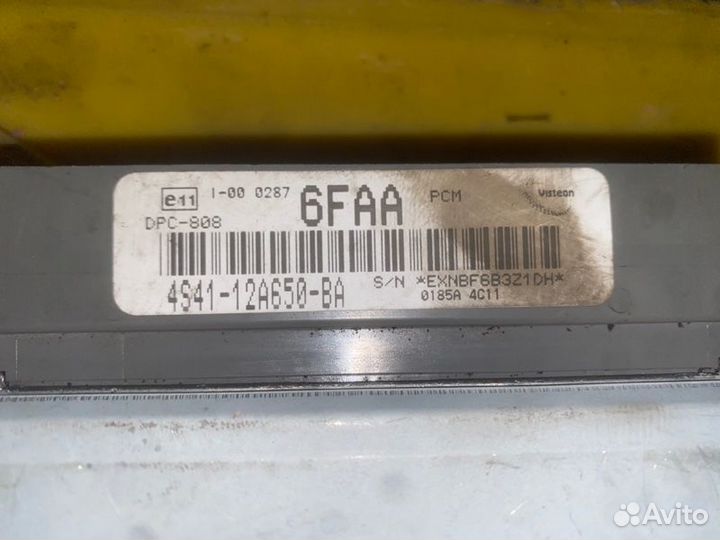 e11 I-00 0287 6FAA PCM Visteon
DPC-808
4S41-12A650-BA S/N *EXNBF6B3Z1DH*
0185A 4C11
Avito